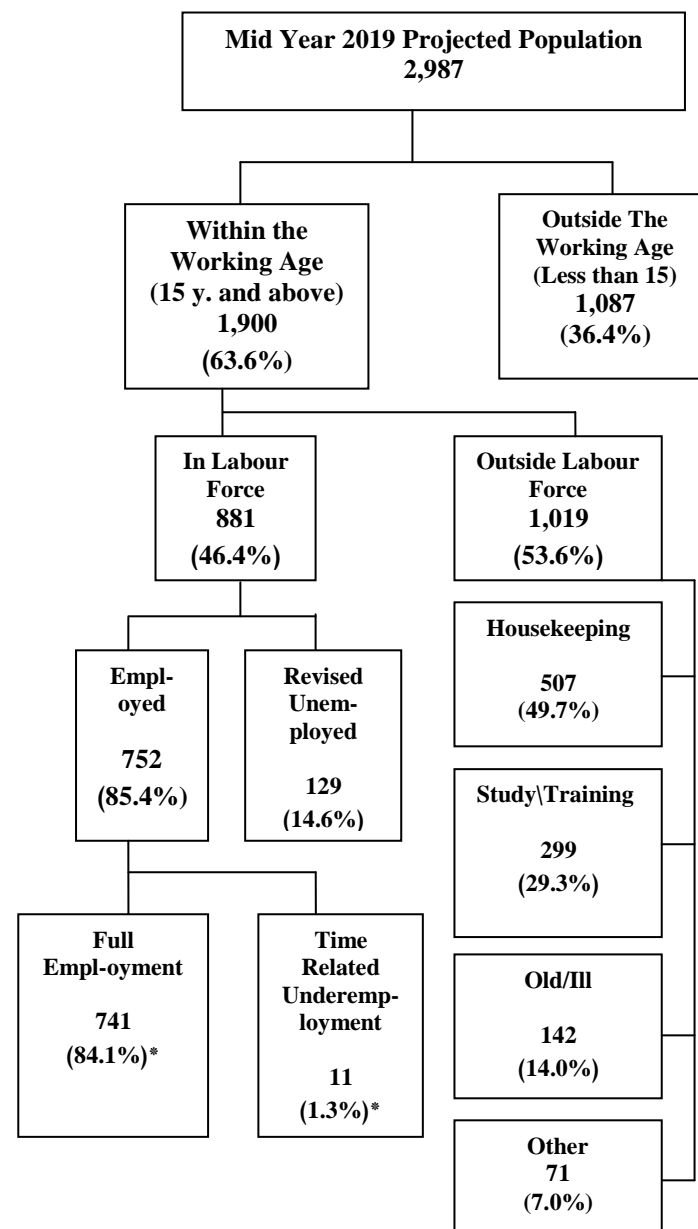 Mid Year 2019 Projected Population
2,987
Within the
Working Age
(15 y. and above)
1,900
(63.6%)
Outside The
Working Age
(Less than 15)
1,087
(36.4%)
In Labour
Force
881
(46.4%)
Outside Labour
Force
1,019
(53.6%)
Empl-
oyed
752
(85.4%)
Revised
Unem-
ployed
129
(14.6%)
Housekeeping
507
(49.7%)
Study\Training
299
(29.3%)
Full
Empl-oyment
741
(84.1%)*
Time
Related
Underemp-
loyment
11
(1.3%)*
Old/Ill
142
(14.0%)
Other
71
(7.0%)